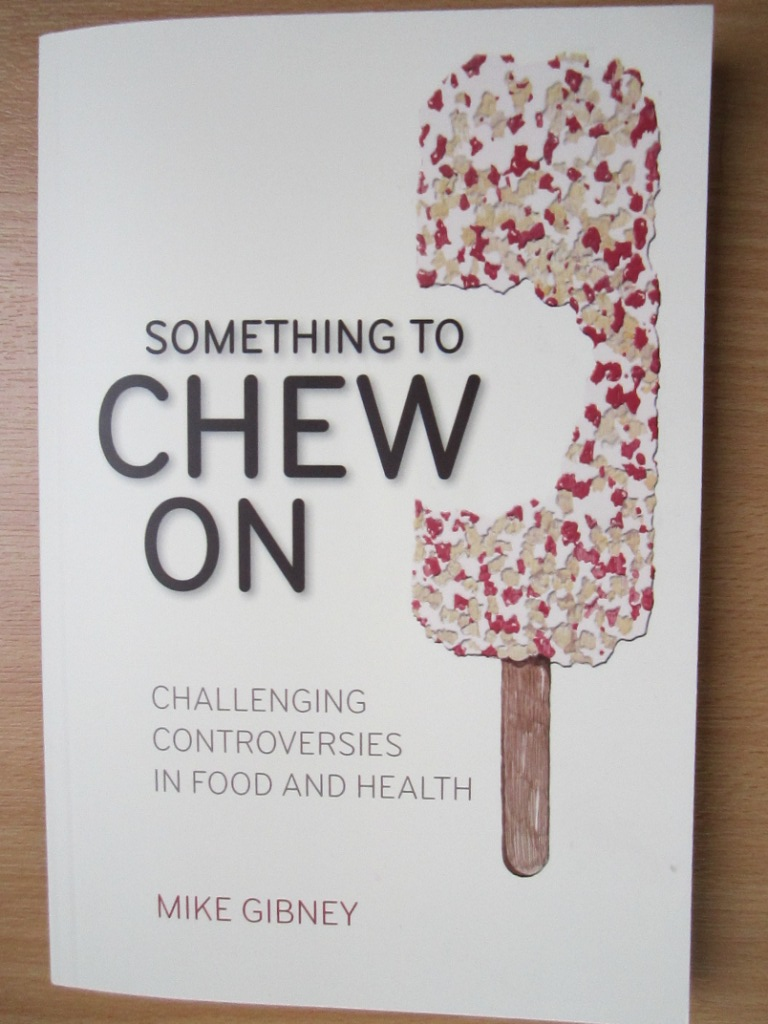 SOMETHING TO
CHEW
ON
CHALLENGING
CONTROVERSIES
IN FOOD AND HEALTH
MIKE GIBNEY